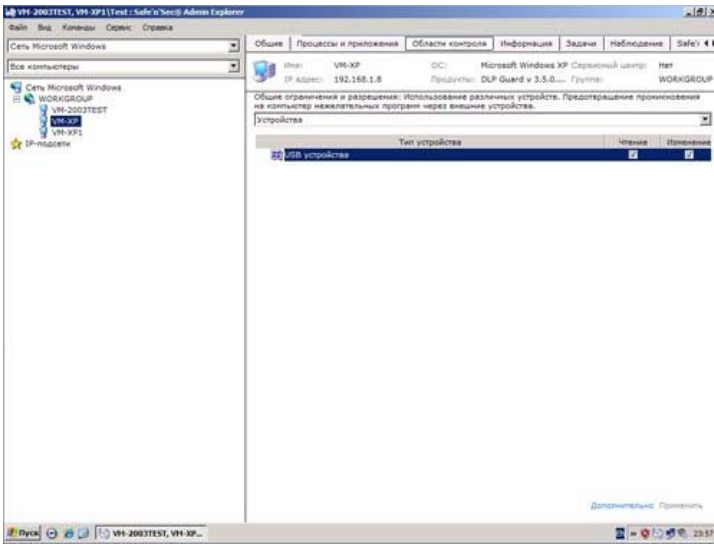 VM-2003TEST, VM-XP1\Test : Safe'n'Sec® Admin Explorer
Файл Вид Команды Сервис Справка
Сеть Microsoft Windows
Все компьютеры
Сеть Microsoft Windows
WORKGROUP
VM-2003TEST
VM-XP
VM-XP1
IP-подсети
Общие Процессы и приложения Области контроля Информация Задачи Наблюдение Safe'n
Имя: VM-XP ОС: Microsoft Windows XP Сервисный центр: Нет
IP адрес: 192.168.1.8 Продукты: DLP Guard v 3.5.0.... Группа: WORKGROUP
Общие ограничения и разрешения: Использование различных устройств. Предотвращение проникновения
на компьютер нежелательных программ через внешние устройства.
Устройства
Тип устройства Чтение Изменение
USB устройства
Дополнительно Применить
Пуск VM-2003TEST, VM-XP... EN 23:57